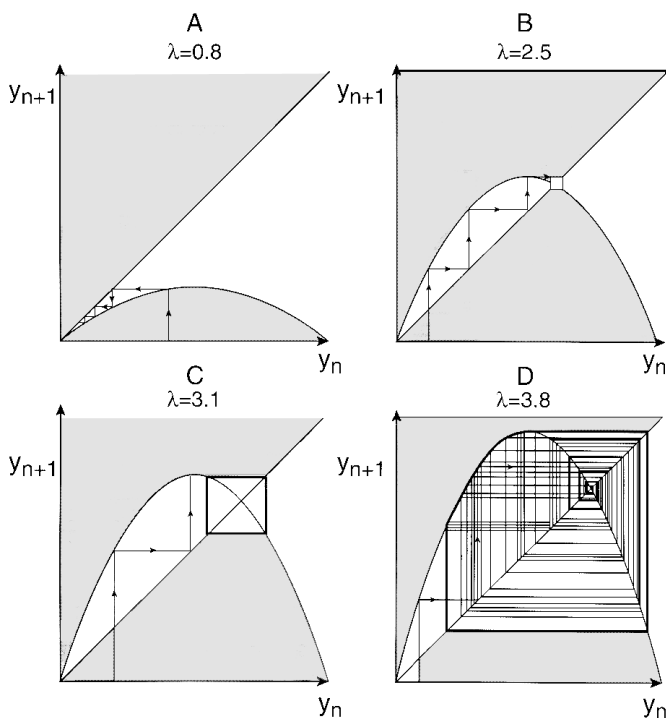 A
λ=0.8
yn+1
yn
B
λ=2.5
yn+1
yn
C
λ=3.1
yn+1
yn
D
λ=3.8
yn+1
yn